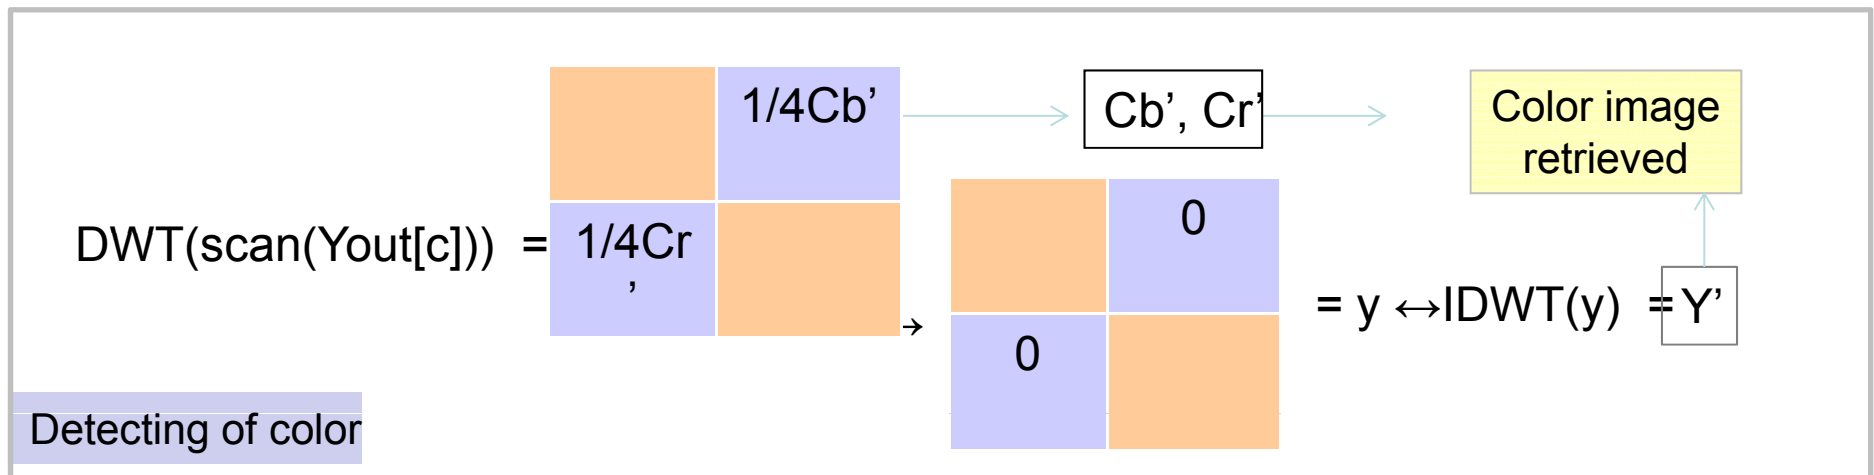 1/4Cb’
Cb’, Cr’
Color image
retrieved
DWT(scan(Yout[c])) =
1/4Cr
’
→
0
0
= y ↔IDWT(y) =
Y’
Detecting of color